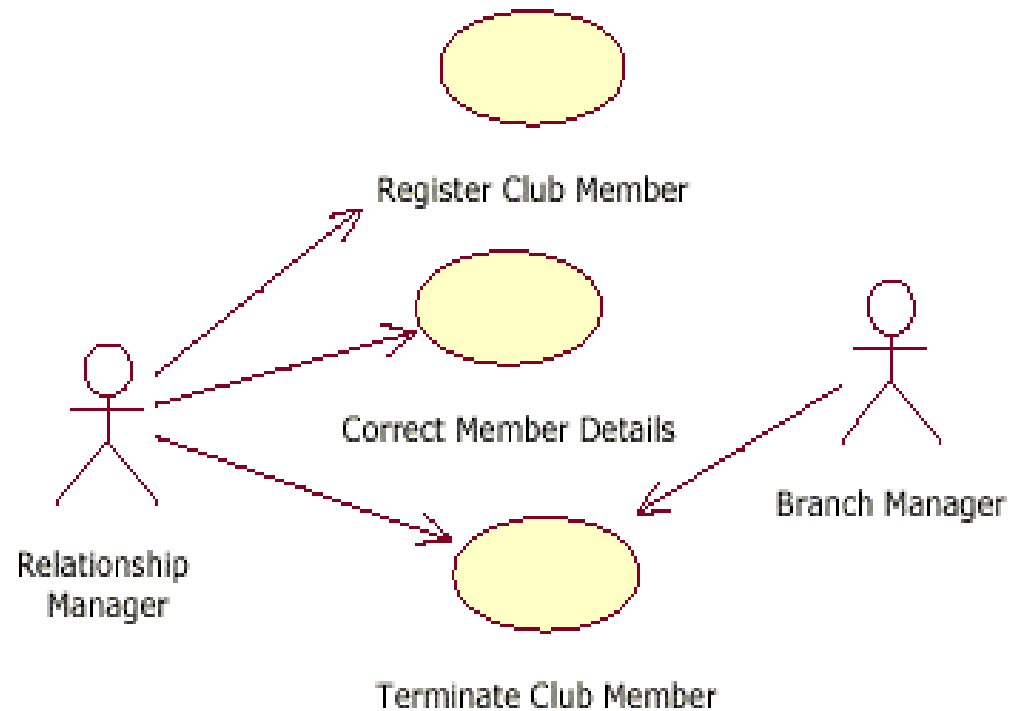 Register Club Member
Correct Member Details
Branch Manager
Relationship
Manager
Terminate Club Member